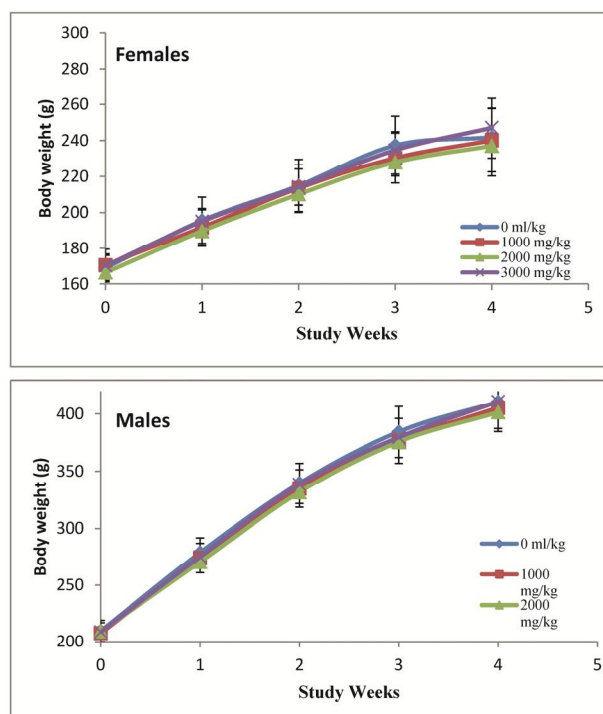 Females
Body weight (g)
300
280
260
240
220
200
180
160
0 1 2 3 4 5
Study Weeks
0 ml/kg
1000 mg/kg
2000 mg/kg
3000 mg/kg
Males
Body weight (g)
400
350
300
250
200
0 1 2 3 4 5
Study Weeks
0 ml/kg
1000
mg/kg
2000
mg/kg